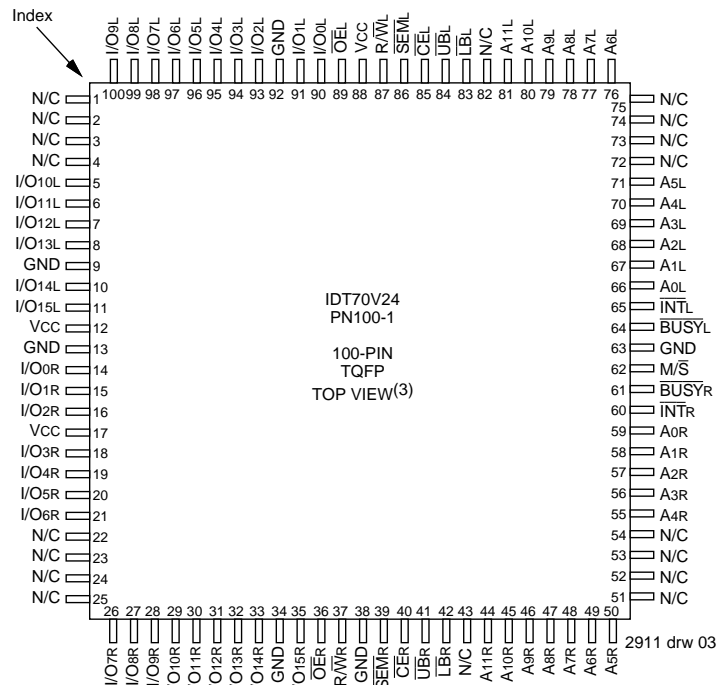 Index
I/O9L I/O8L I/O7L I/O6L I/O5L I/O4L I/O3L I/O2L GND I/O1L I/O0L OEL VCC R/WL SEML CEL UBL LBL N/C A11L A10L A9L A8L A7L A6L
100 99 98 97 96 95 94 93 92 91 90 89 88 87 86 85 84 83 82 81 80 79 78 77 76
N/C 1
N/C 2
N/C 3
N/C 4
I/O10L 5
I/O11L 6
I/O12L 7
I/O13L 8
GND 9
I/O14L 10
I/O15L 11
VCC 12
GND 13
I/O0R 14
I/O1R 15
I/O2R 16
VCC 17
I/O3R 18
I/O4R 19
I/O5R 20
I/O6R 21
N/C 22
N/C 23
N/C 24
N/C 25
IDT70V24
PN100-1
100-PIN
TQFP
TOP VIEW(3)
75 N/C
74 N/C
73 N/C
72 N/C
71 A5L
70 A4L
69 A3L
68 A2L
67 A1L
66 A0L
65 INTL
64 BUSYL
63 GND
62 M/S
61 BUSYR
60 INTR
59 A0R
58 A1R
57 A2R
56 A3R
55 A4R
54 N/C
53 N/C
52 N/C
51 N/C
26 27 28 29 30 31 32 33 34 35 36 37 38 39 40 41 42 43 44 45 46 47 48 49 50
I/O7R I/O8R I/O9R /O10R /O11R /O12R /O13R /O14R GND /O15R OER R/WR GND SEMR CER UBR LBR N/C A11R A10R A9R A8R A7R A6R A5R
2911 drw 03